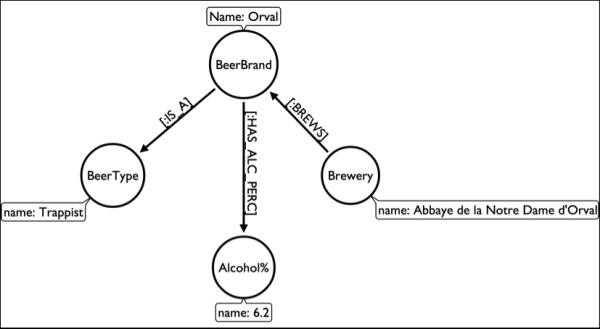 Name: Orval
BeerBrand
[:IS_A]
[:HAS_ALC_PERC]
[:BREWS]
BeerType
Brewery
name: Trappist
name: Abbaye de la Notre Dame d'Orval
Alcohol%
name: 6.2